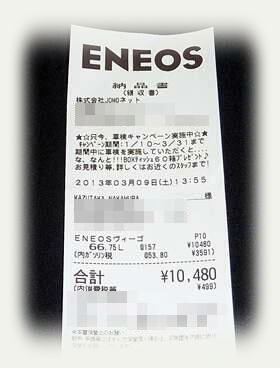 ENEOS
納品書
(領収書)
株式会社JOMOネット
★☆只今、車検キャンペーン実施中☆★
ｷｬﾝﾍﾟｰﾝ期間:1/10～3/31まで
期間中に車検を実施していただくと...
な、なんと!!!BOXティッシュ60箱プレゼント♪
お見積り等,詳しくはお近くのスタッフまで!
2013年03月09日(土)13:55
KAZUTAKA NAKAMURA 様
ENEOSヴィーゴ P10
66.75L @157 ¥10480
(内ガソリン税 @53.80 ¥3591)
合計 ¥10,480
(内消費税等 ¥499)